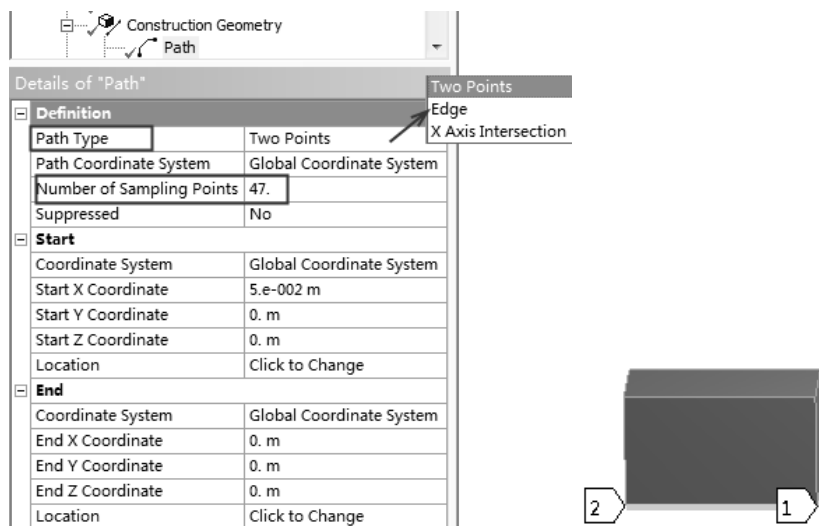 Construction Geometry
Path
Details of "Path"
Two Points
Edge
X Axis Intersection
Definition
Path Type Two Points
Path Coordinate System Global Coordinate System
Number of Sampling Points 47.
Suppressed No
Start
Coordinate System Global Coordinate System
Start X Coordinate 5.e-002 m
Start Y Coordinate 0. m
Start Z Coordinate 0. m
Location Click to Change
End
Coordinate System Global Coordinate System
End X Coordinate 0. m
End Y Coordinate 0. m
End Z Coordinate 0. m
Location Click to Change
2 1